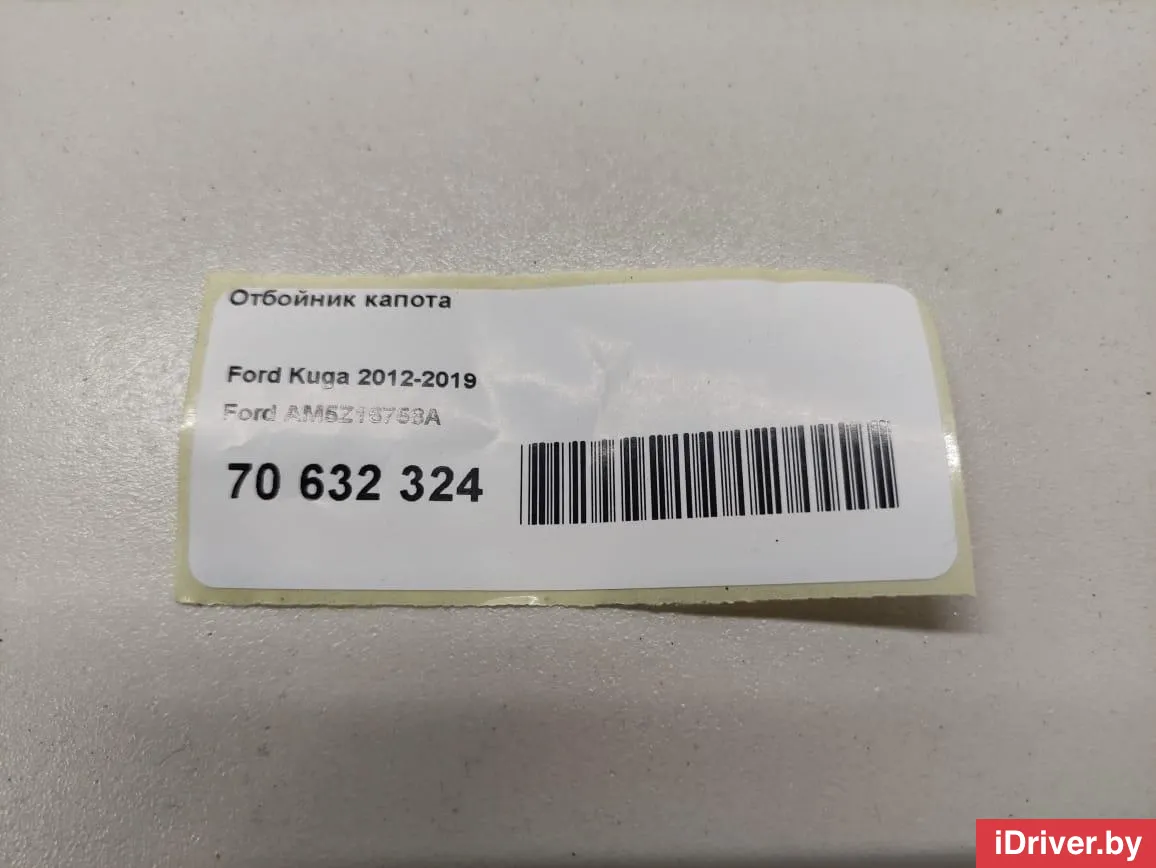 Отбойник капота
Ford Kuga 2012-2019
Ford AM5Z16758A
70 632 324
iDriver.by